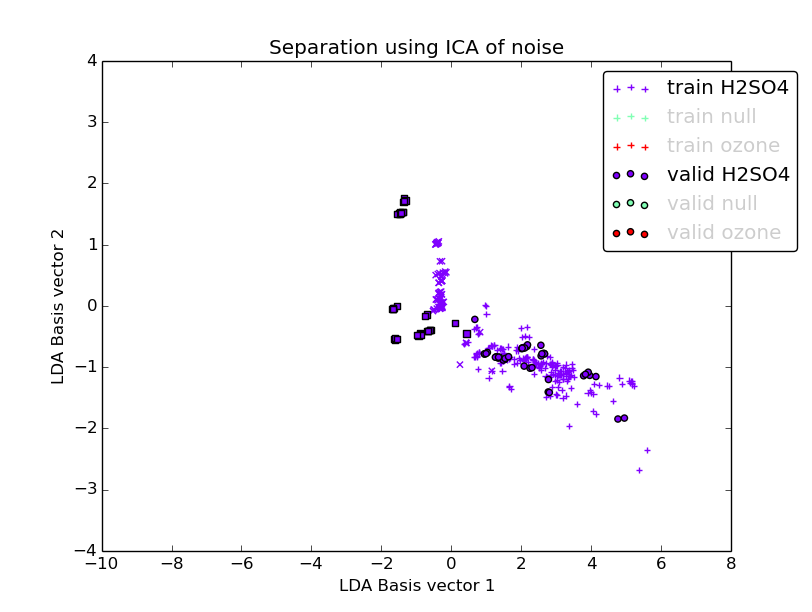 Separation using ICA of noise
train H2SO4
train null
train ozone
valid H2SO4
valid null
valid ozone
4
3
2
1
0
−1
−2
−3
−4
−10
−8
−6
−4
−2
0
2
4
6
8
LDA Basis vector 2
LDA Basis vector 1